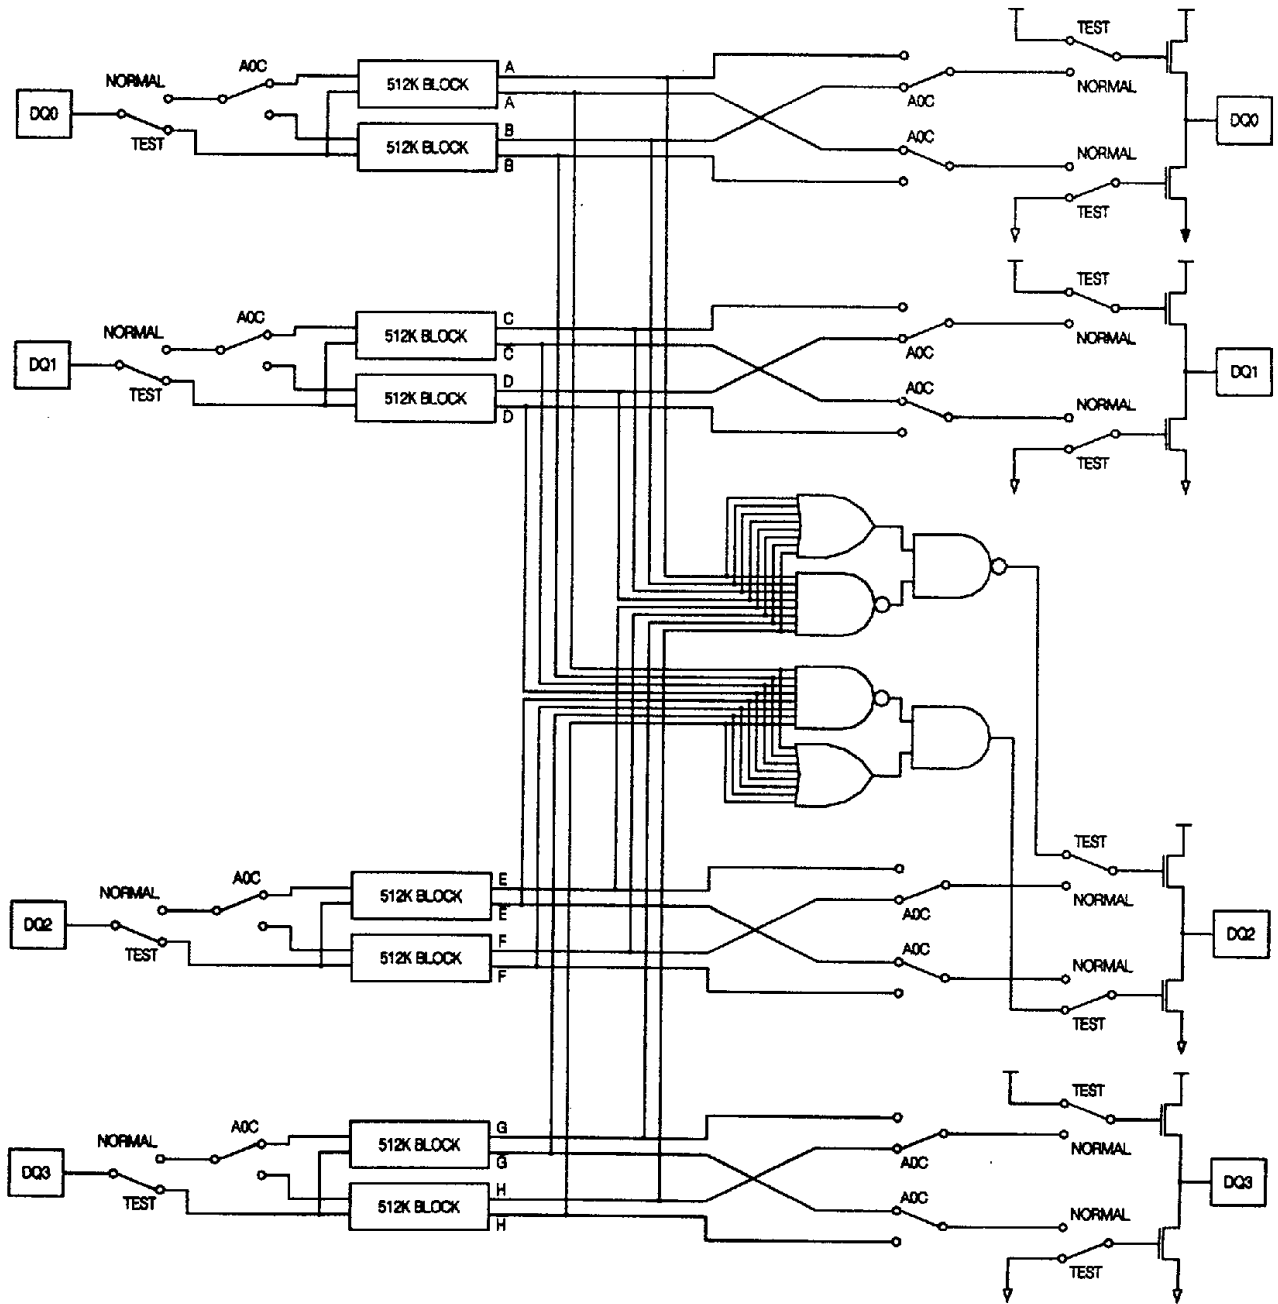 TEST
NORMAL
A0C
512K BLOCK
A
A
A0C
NORMAL
DQ0
TEST
B
512K BLOCK
B
A0C
NORMAL
DQ0
TEST
TEST
NORMAL
A0C
512K BLOCK
C
C
A0C
NORMAL
DQ1
TEST
D
512K BLOCK
D
A0C
NORMAL
DQ1
TEST
TEST
NORMAL
A0C
512K BLOCK
E
E
A0C
NORMAL
DQ2
TEST
F
512K BLOCK
F
A0C
NORMAL
DQ2
TEST
TEST
NORMAL
A0C
512K BLOCK
G
G
A0C
NORMAL
DQ3
TEST
H
512K BLOCK
H
A0C
NORMAL
DQ3
TEST